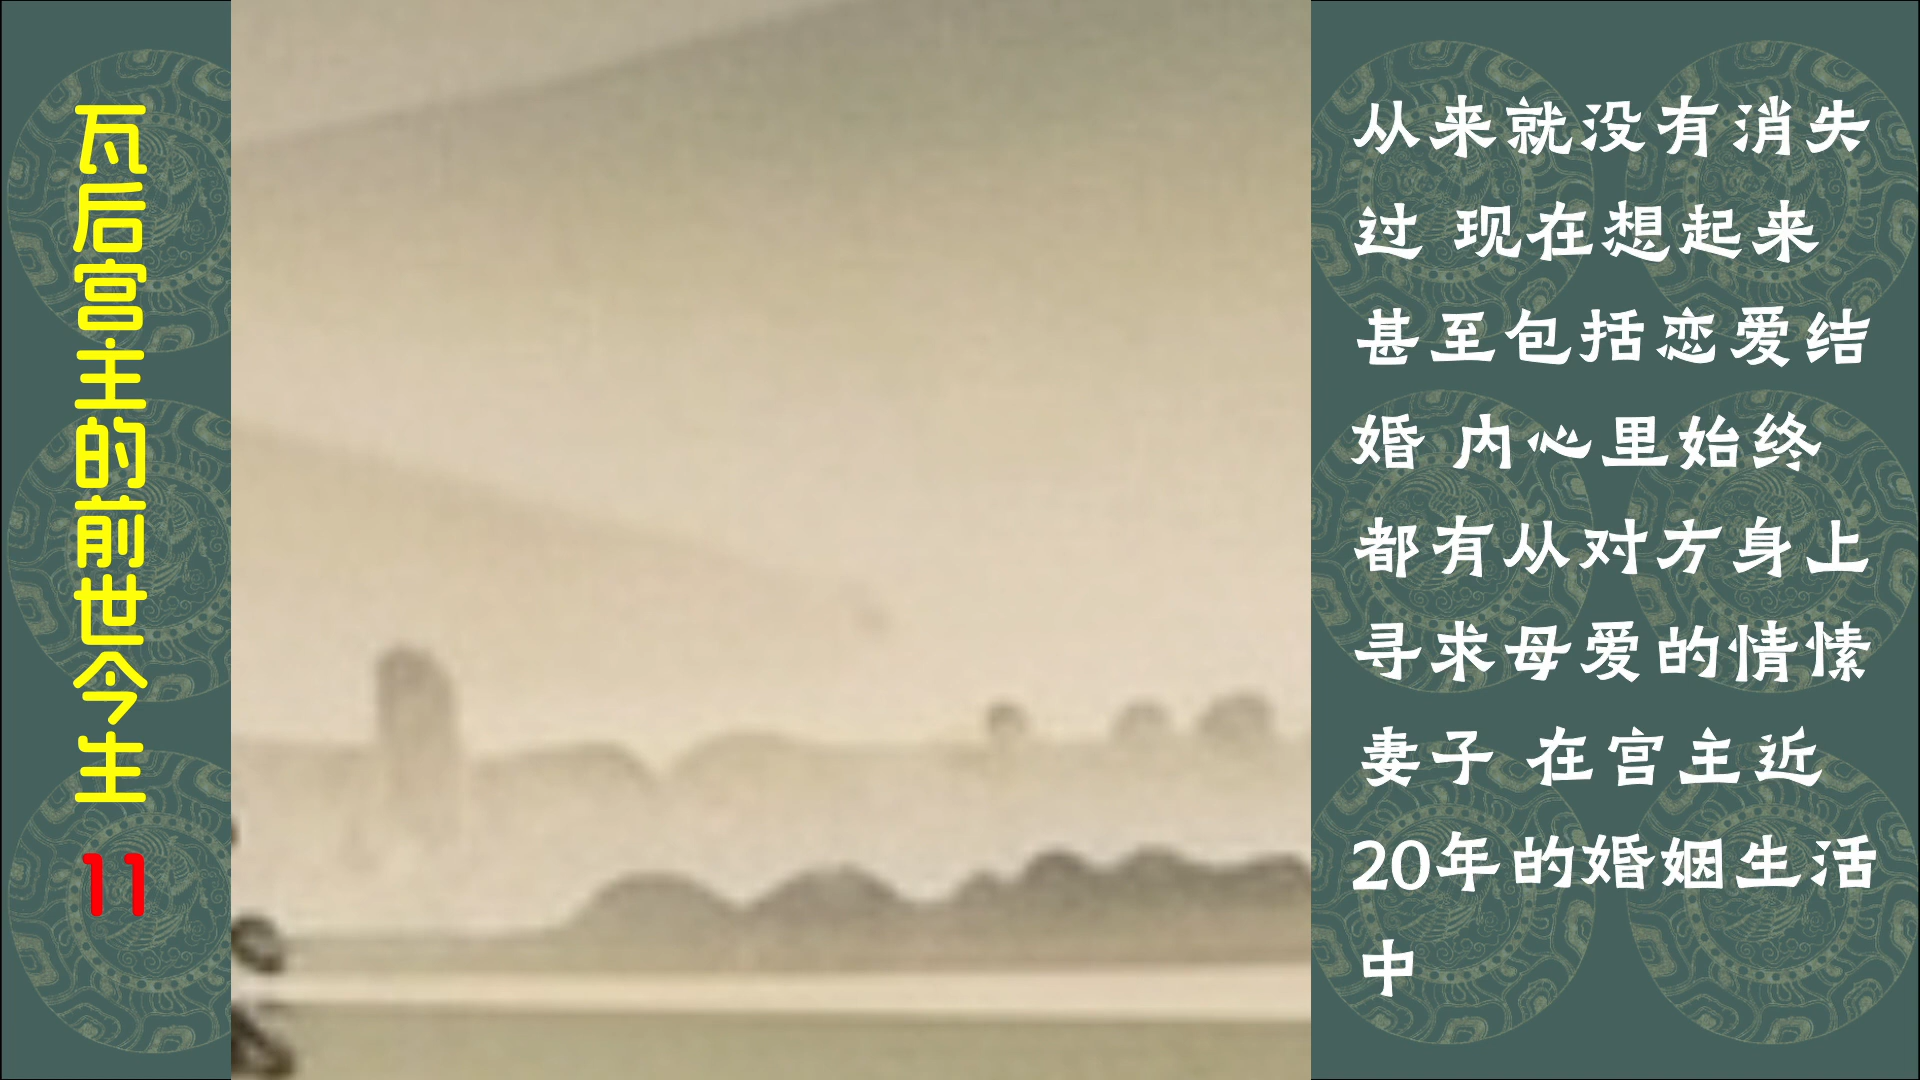 瓦后宫主的前世今生
11
从来就没有消失
过 现在想起来
甚至包括恋爱结
婚 内心里始终
都有从对方身上
寻求母爱的情愫
妻子 在宫主近
20年的婚姻生活
中